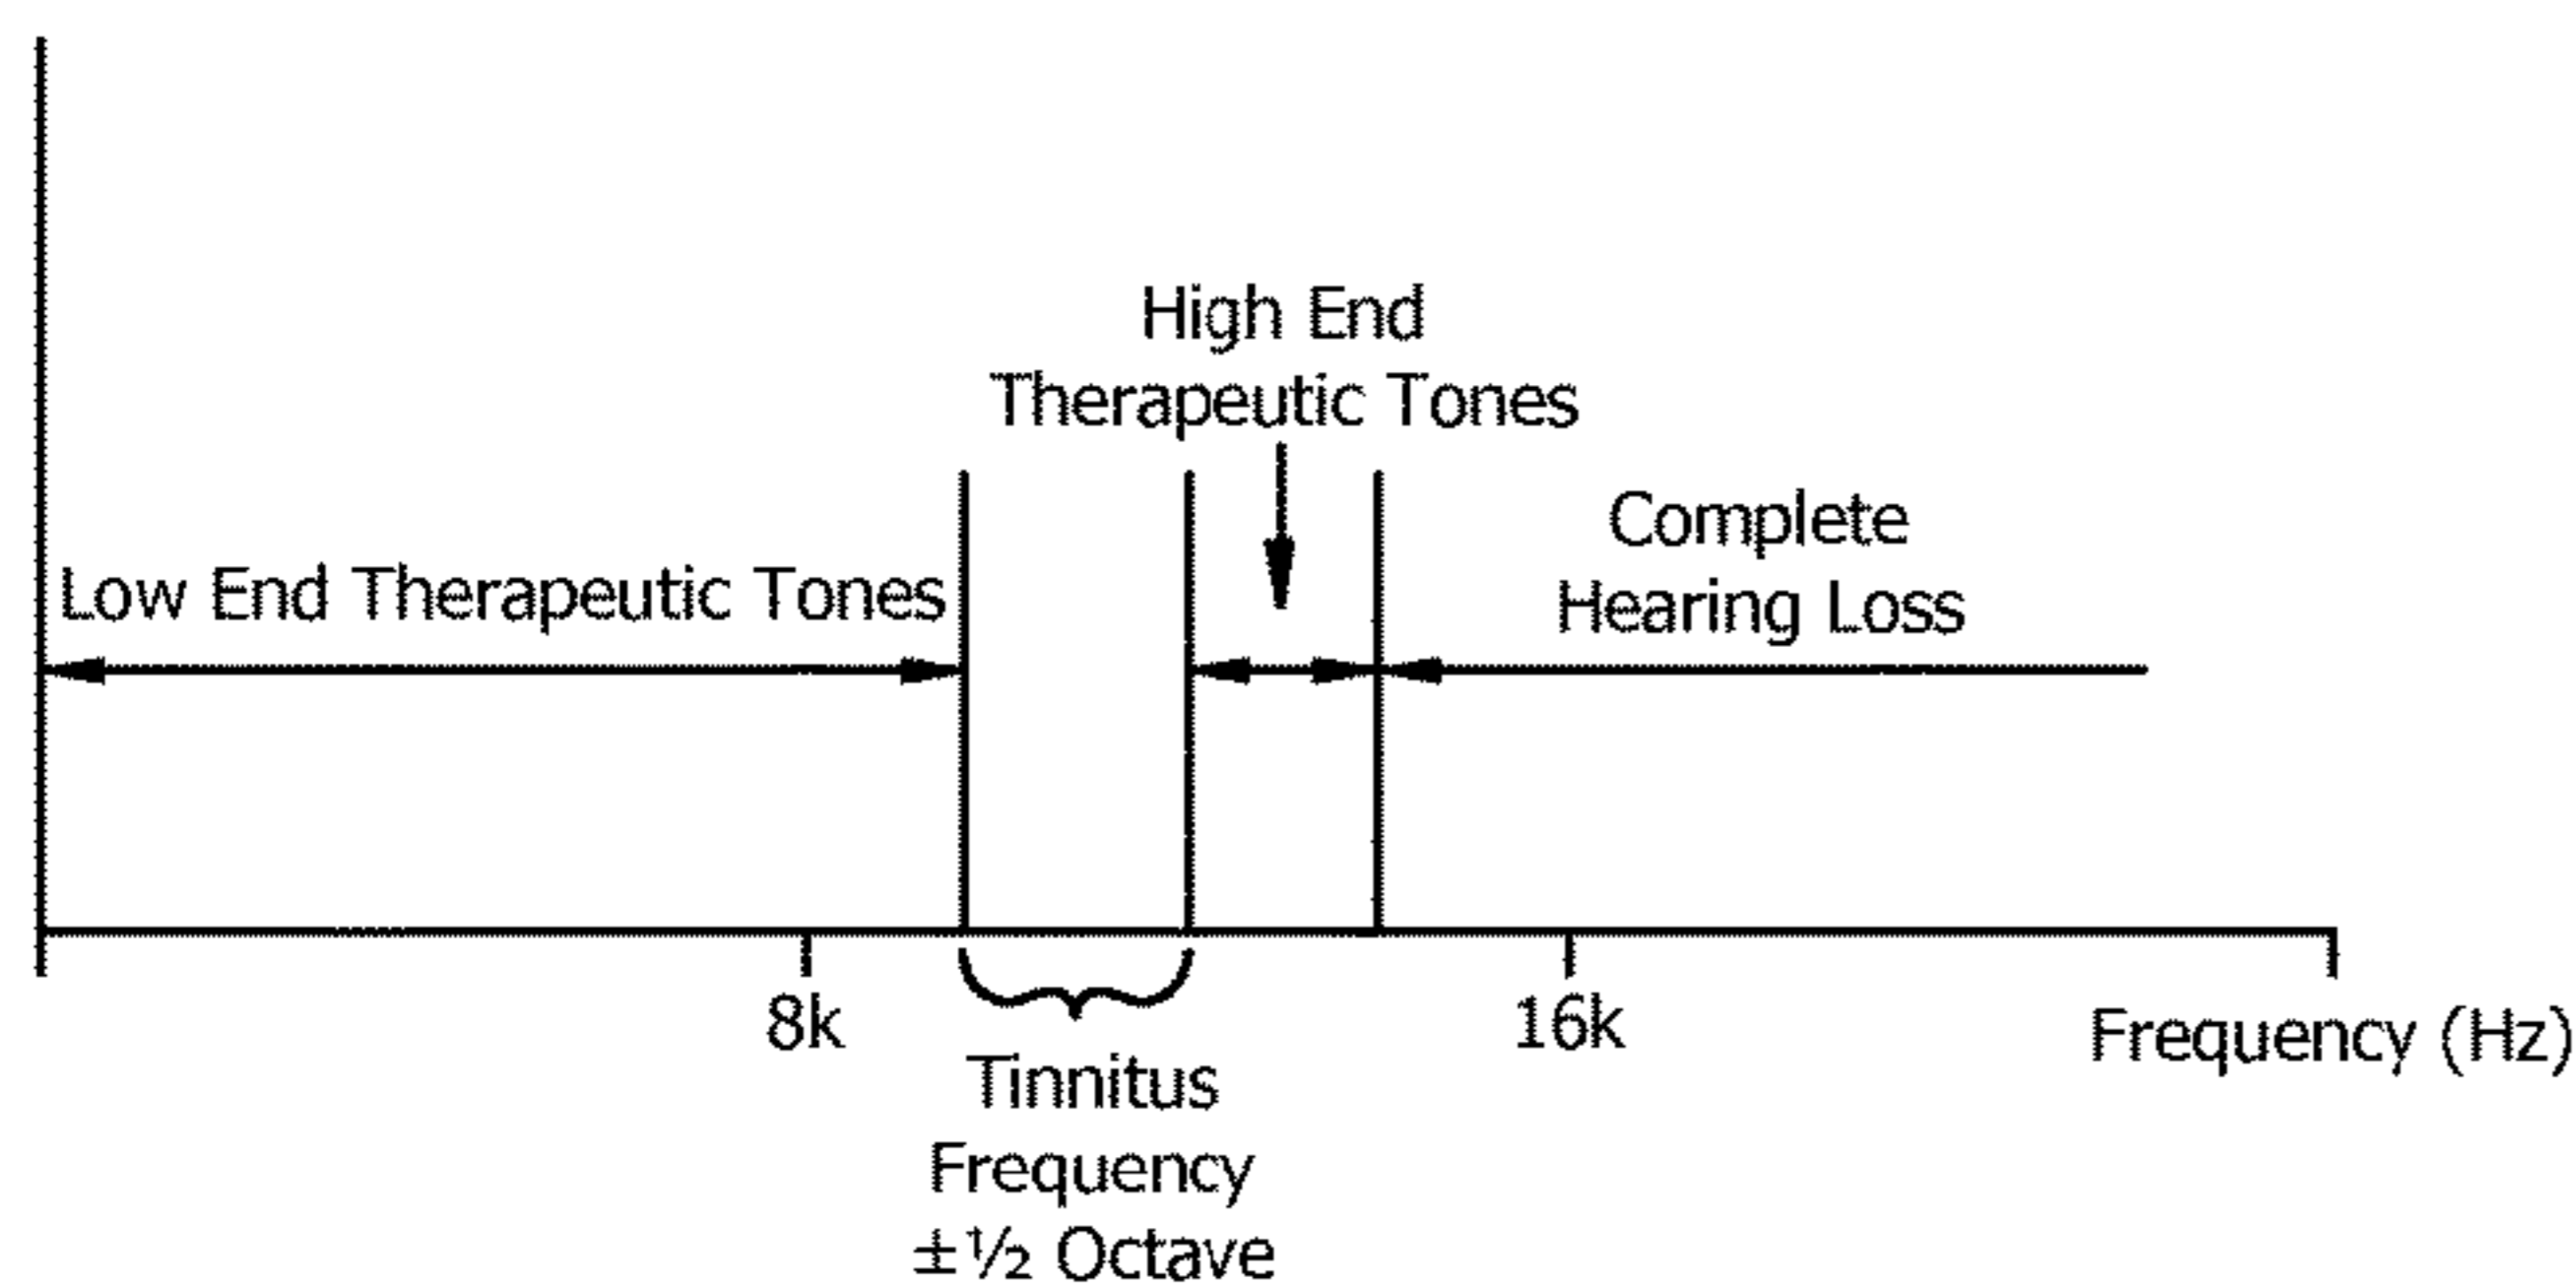 High End
Therapeutic Tones
Low End Therapeutic Tones
Complete
Hearing Loss
8k
16k
Frequency (Hz)
Tinnitus
Frequency
±½ Octave